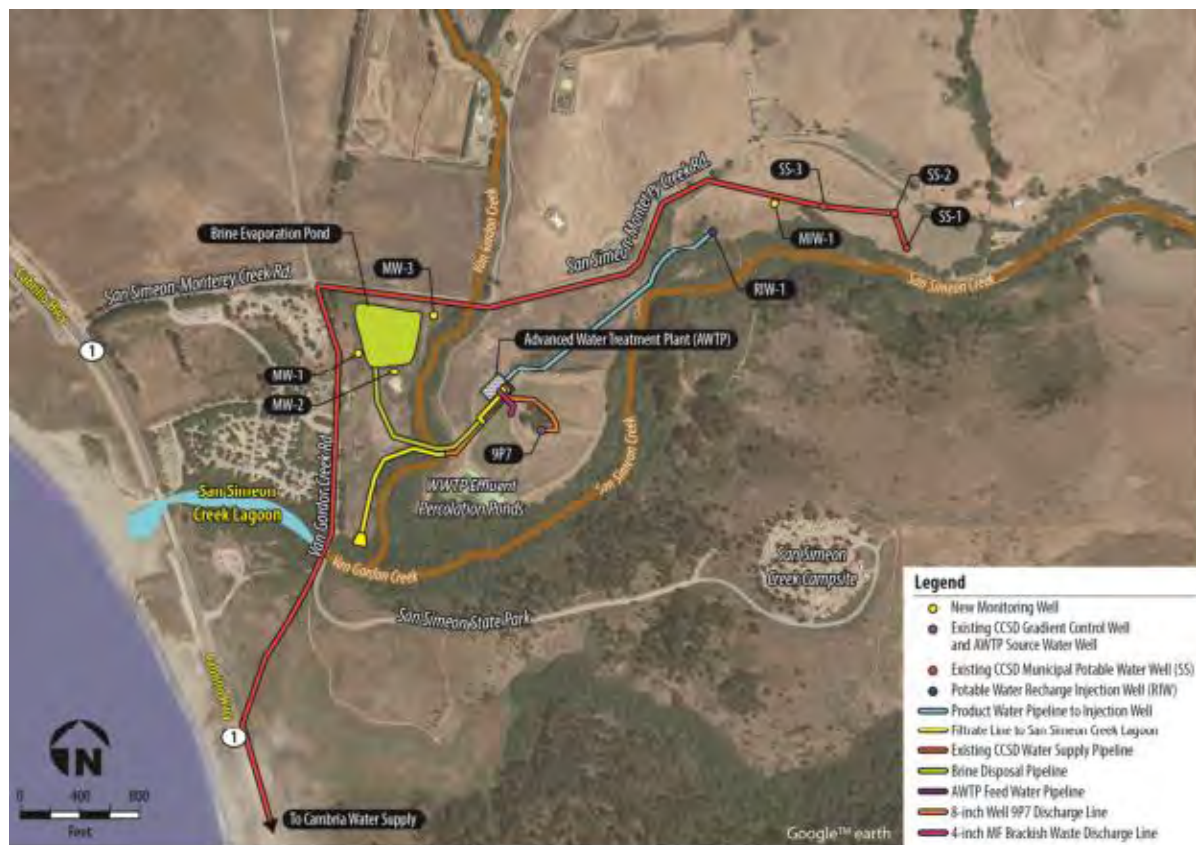 San Simeon-Monterey Creek Rd.
SS-3
SS-2
SS-1
MIW-1
RIW-1
Van Gordon Creek
San Simeon Creek
Brine Evaporation Pond
MW-3
San Simeon-Monterey Creek Rd.
Cabrillo Hwy
1
Advanced Water Treatment Plant (AWTP)
MW-1
MW-2
9P7
San Simeon Creek
WWTP Effluent
Percolation Ponds
San Simeon
Creek Lagoon
Van Gordon Creek Rd
Van Gordon Creek
San Simeon
Creek Campsite
San Simeon State Park
1
N
0 400 800
Feet
To Cambria Water Supply
Google™ earth
Legend
New Monitoring Well
Existing CCSD Gradient Control Well
and AWTP Source Water Well
Existing CCSD Municipal Potable Water Well (SS)
Potable Water Recharge Injection Well (RIW)
Product Water Pipeline to Injection Well
Filtrate Line to San Simeon Creek Lagoon
Existing CCSD Water Supply Pipeline
Brine Disposal Pipeline
AWTP Feed Water Pipeline
8-inch Well 9P7 Discharge Line
4-inch MF Brackish Waste Discharge Line